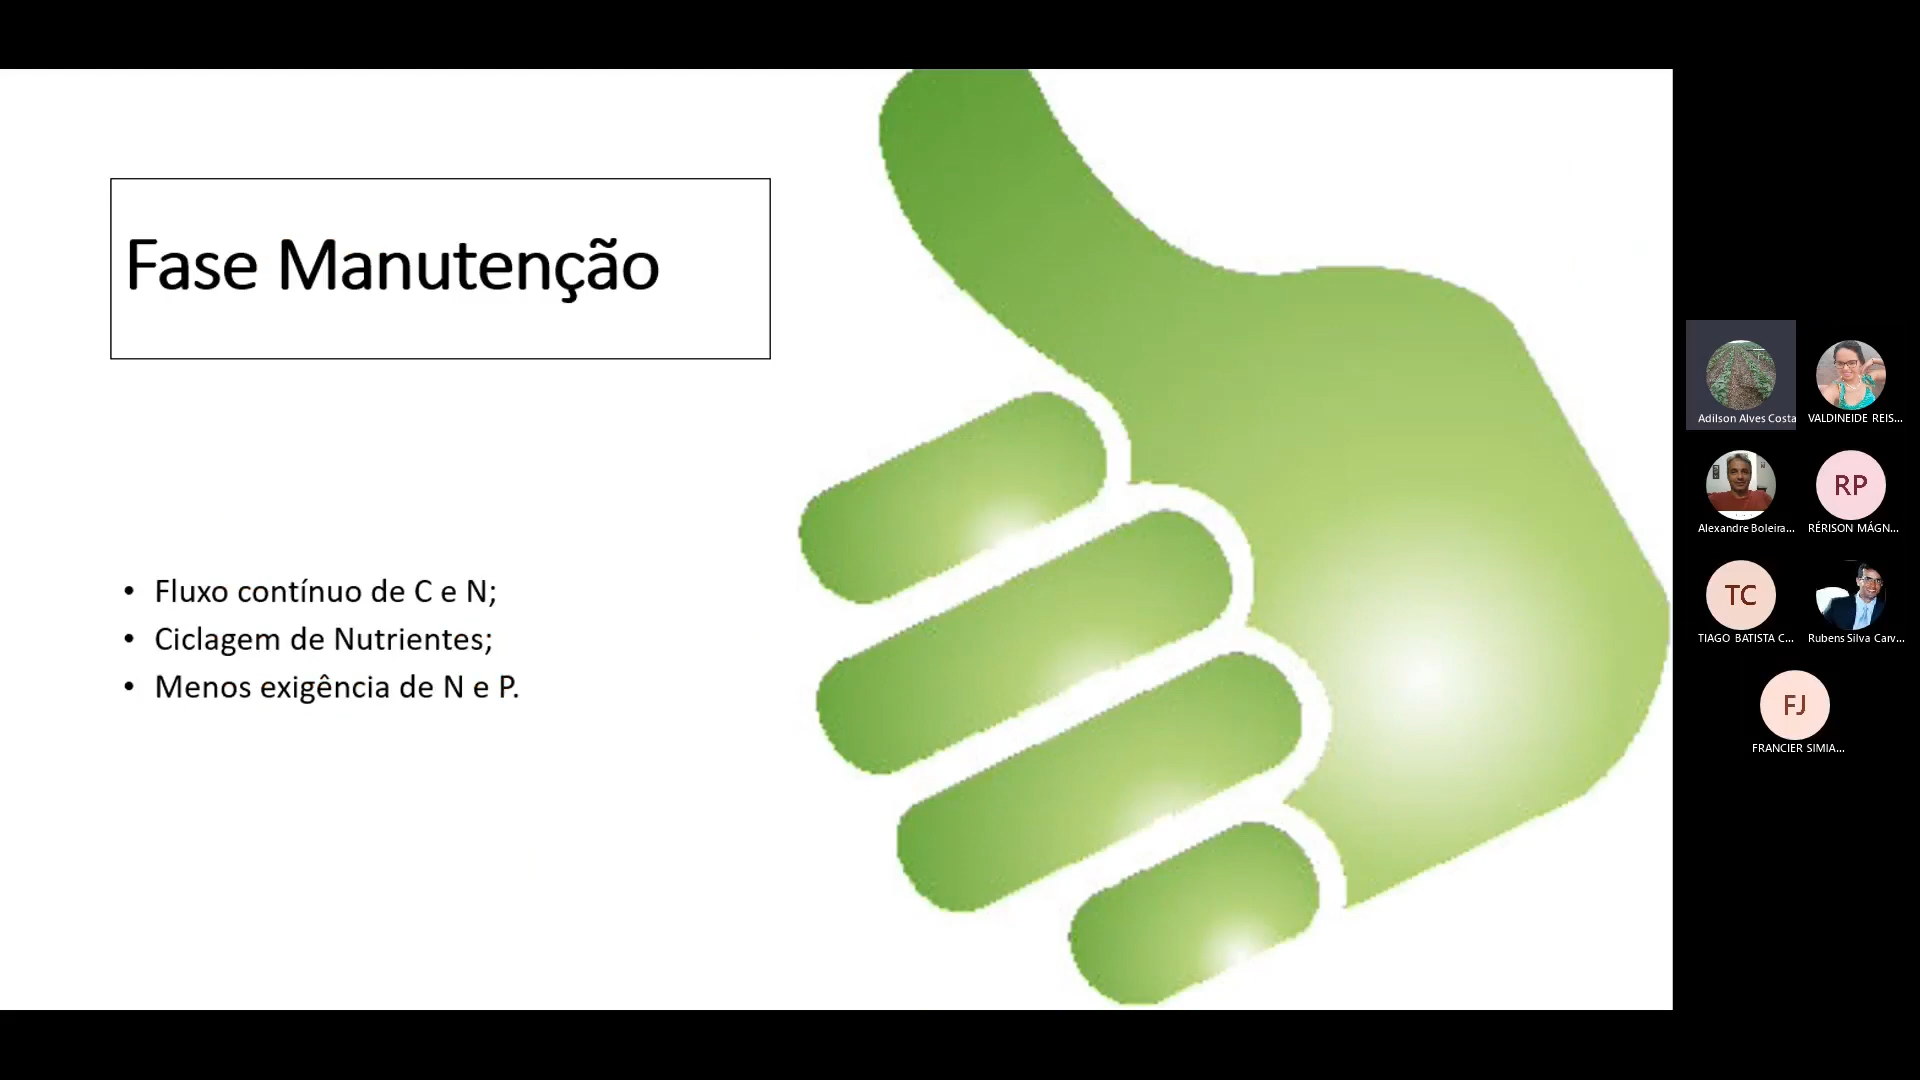 Fase Manutenção
• Fluxo contínuo de C e N;
• Ciclagem de Nutrientes;
• Menos exigência de N e P.
Adilson Alves Costa
VALDINEIDE REIS...
Alexandre Boleira...
RP
RÉRISON MÁGN...
TC
TIAGO BATISTA C...
Rubens Silva Carv...
FJ
FRANCIER SIMIA...